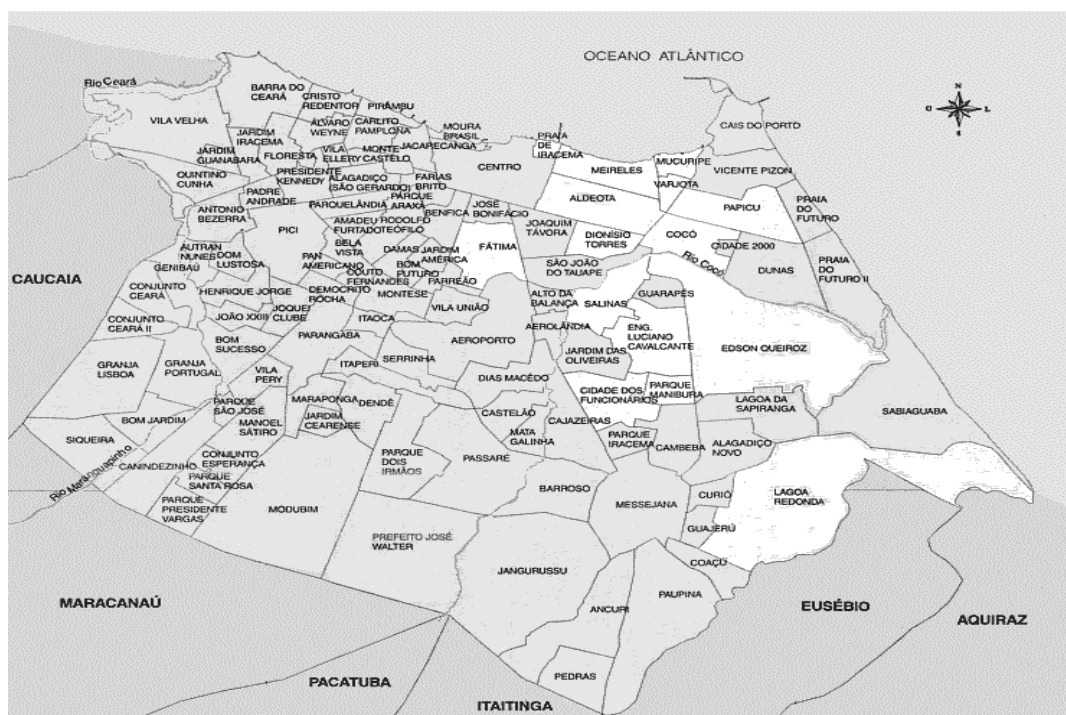 OCEANO ATLÂNTICO
N
O
L
S
Rio Ceará
BARRA DO
CEARÁ
CRISTO
REDENTOR
PIRAMBU
VILA VELHA
ÁLVARO
WEYNE
CARLITO
PAMPLONA
MOURA
BRASIL
JARDIM
IRACEMA
JACARECANGA
PRAIA
DE
IRACEMA
CAIS DO PORTO
JARDIM
GUANABARA
FLORESTA
VILA
ELLERY
MONTE
CASTELO
CENTRO
MEIRELES
MUCURIPE
VARJOTA
VICENTE PIZON
QUINTINO
CUNHA
PRESIDENTE
KENNEDY
ALAGADIÇO
(SÃO GERARDO)
FARIAS
BRITO
PADRE
ANDRADE
PARQUELÂNDIA
PARQUE
ARAXÁ
ALDEOTA
PAPICU
PRAIA
DO
FUTURO
ANTONIO
BEZERRA
PICI
AMADEU
FURTADO
RODOLFO
TEÓFILO
BENFICA
JOSÉ
BONIFÁCIO
JOAQUIM
TÁVORA
DIONÍSIO
TORRES
COCÓ
CIDADE 2000
AUTRAN
NUNES
DOM
LUSTOSA
BELA
VISTA
DAMAS
JARDIM
AMÉRICA
FÁTIMA
Rio Cocó
DUNAS
PRAIA
DO
FUTURO II
GENIBAÚ
PAN
AMERICANO
COUTO
FERNANDES
BOM
FUTURO
PARREÃO
SÃO JOÃO
DO TAUAPE
CAUCAIA
CONJUNTO
CEARÁ
HENRIQUE JORGE
DEMOCRITO
ROCHA
MONTESE
VILA UNIÃO
ALTO DA
BALANÇA
SALINAS
GUARAPÉS
CONJUNTO
CEARÁ II
JOÃO XXIII
JOQUEI
CLUBE
ITAOCA
AEROLÂNDIA
ENG.
LUCIANO
CAVALCANTE
BOM
SUCESSO
PARANGABA
AEROPORTO
EDSON QUEIROZ
GRANJA
LISBOA
GRANJA
PORTUGAL
ITAPERI
SERRINHA
JARDIM DAS
OLIVEIRAS
VILA
PERY
DIAS MACÊDO
CIDADE DOS
FUNCIONÁRIOS
PARQUE
MANIBURA
LAGOA DA
SAPIRANGA
SABIAGUABA
BOM JARDIM
PARQUE
SÃO JOSÉ
MARAPONGA
DENDÊ
CASTELÃO
CAJAZEIRAS
SIQUEIRA
MANOEL
SÁTIRO
JARDIM
CEARENSE
MATA
GALINHA
PARQUE
IRACEMA
CAMBEBA
ALAGADIÇO
NOVO
CANINDEZINHO
CONJUNTO
ESPERANÇA
PARQUE
DOIS
IRMÃOS
PASSARÉ
Rio Maranguapinho
PARQUE
SANTA ROSA
BARROSO
MESSEJANA
CURIÓ
LAGOA
REDONDA
PARQUE
PRESIDENTE
VARGAS
MODUBIM
PREFEITO JOSÉ
WALTER
GUAJERÚ
JANGURUSSU
COAÇÚ
MARACANAÚ
ANCURI
PAUPINA
EUSÉBIO
AQUIRAZ
PEDRAS
PACATUBA
ITAITINGA